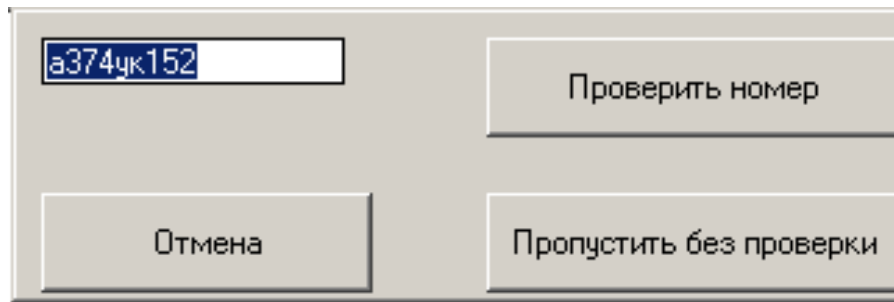 а374ук152
Проверить номер
Отмена
Пропустить без проверки